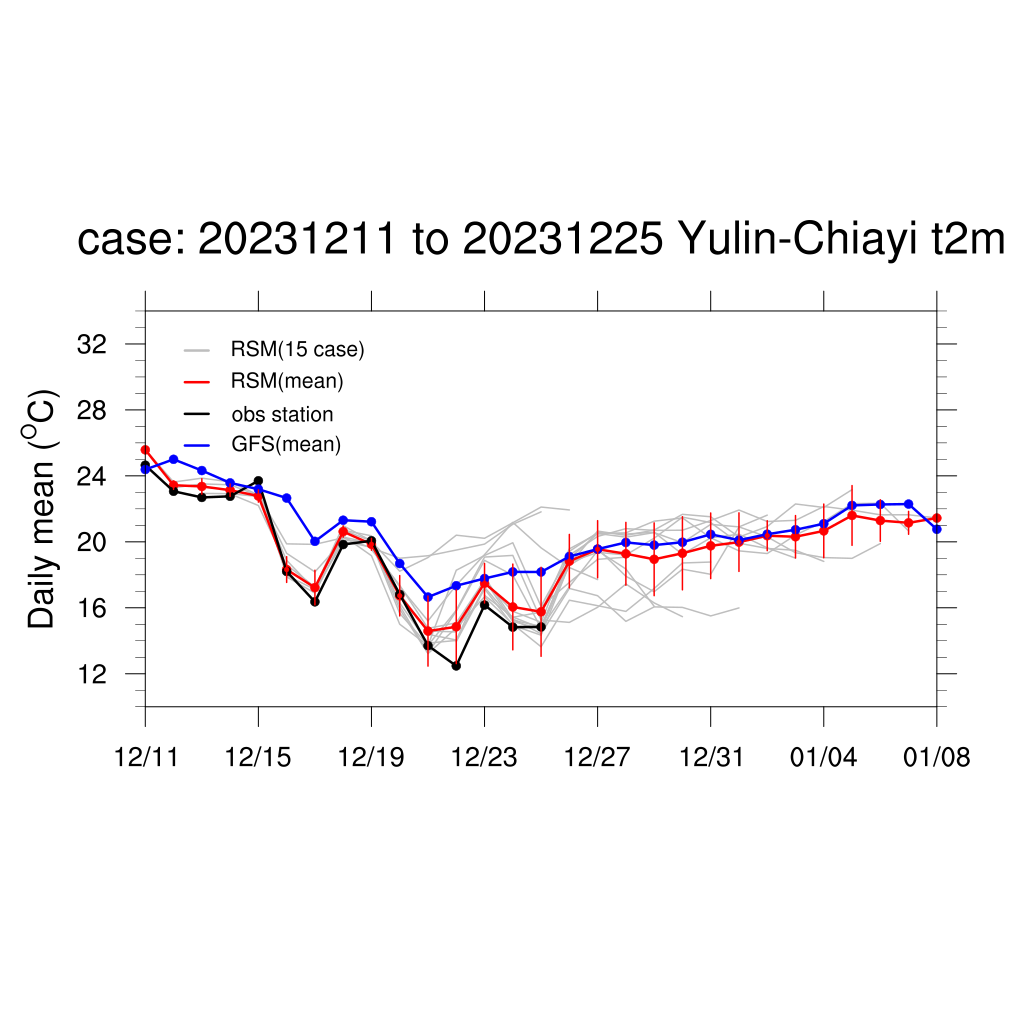 case: 20231211 to 20231225 Yulin-Chiayi t2m
RSM(15 case)
RSM(mean)
obs station
GFS(mean)
Daily mean (OC)
32
28
24
20
16
12
12/11 12/15 12/19 12/23 12/27 12/31 01/04 01/08